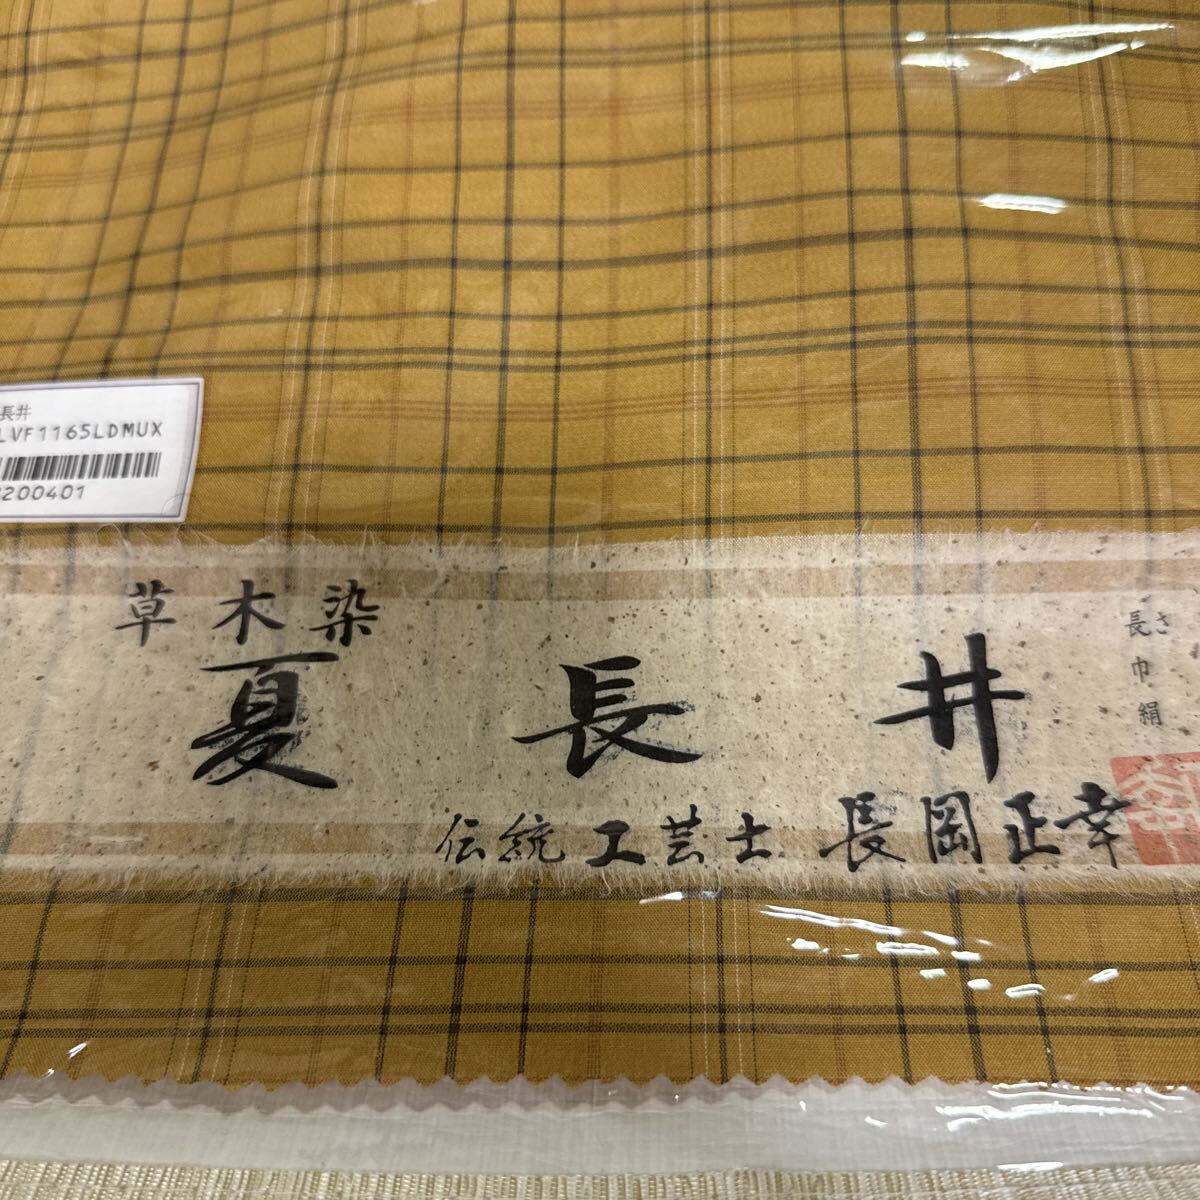 長井
LVF1165LDMUX
200401
草木染
夏長井
伝統工芸士 長岡正幸
長さ
巾
絹